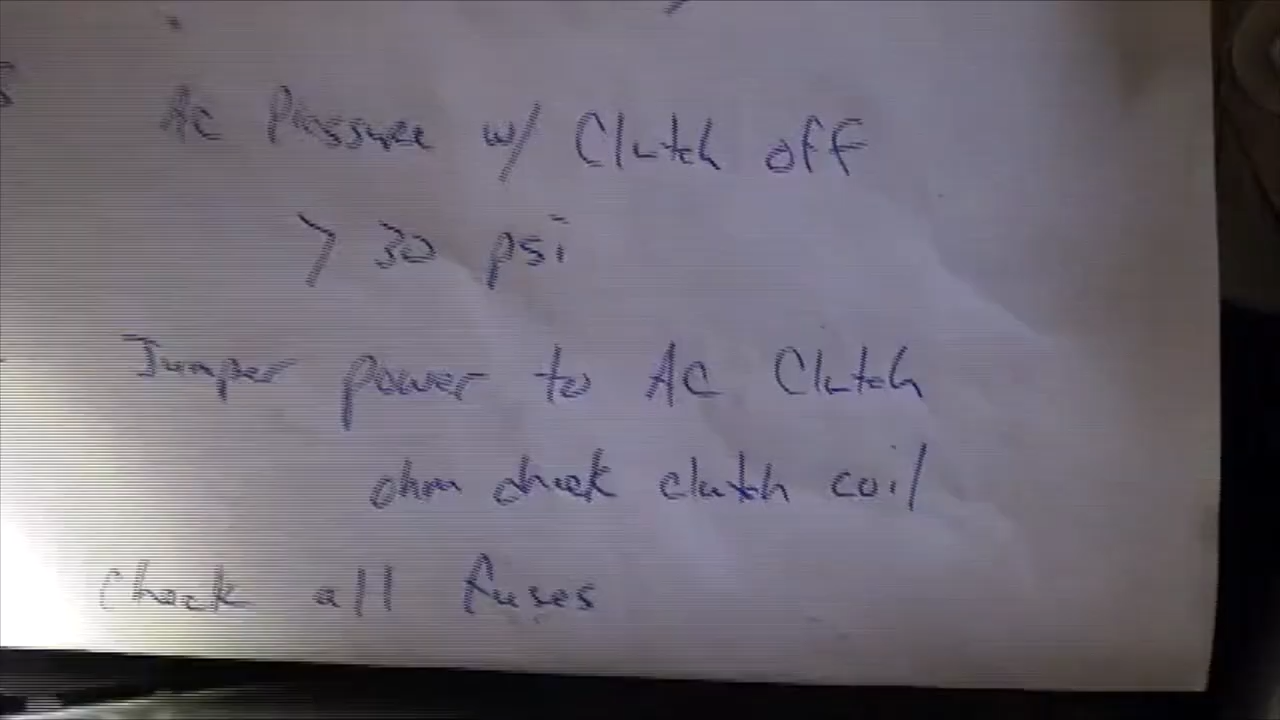 Ac Pressure w/ Clutch off
> 30 psi
Jumper power to AC Clutch
ohm check clutch coil
Check all fuses